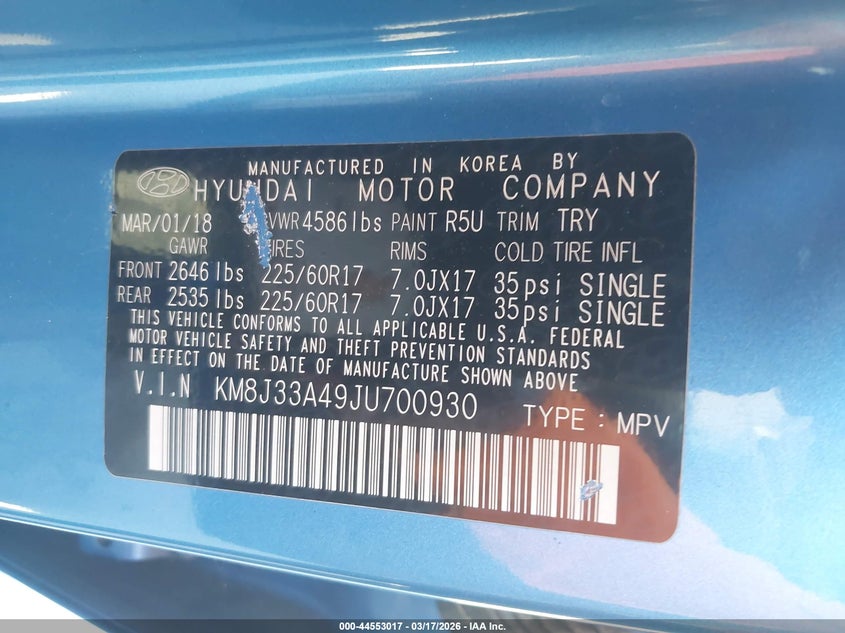 MANUFACTURED IN KOREA BY
HYUNDAI MOTOR COMPANY
MAR/01/18 VWR 4586 lbs PAINT R5U TRIM TRY
GAWR IRES RIMS COLD TIRE INFL
FRONT 2646 lbs 225/60R17 7.0JX17 35psi SINGLE
REAR 2535 lbs 225/60R17 7.0JX17 35psi SINGLE
THIS VEHICLE CONFORMS TO ALL APPLICABLE U.S.A. FEDERAL
MOTOR VEHICLE SAFETY AND THEFT PREVENTION STANDARDS
IN EFFECT ON THE DATE OF MANUFACTURE SHOWN ABOVE
V.I.N KM8J33A49JU700930 TYPE : MPV
000-44553017 - 03/17/2026 - IAA Inc.